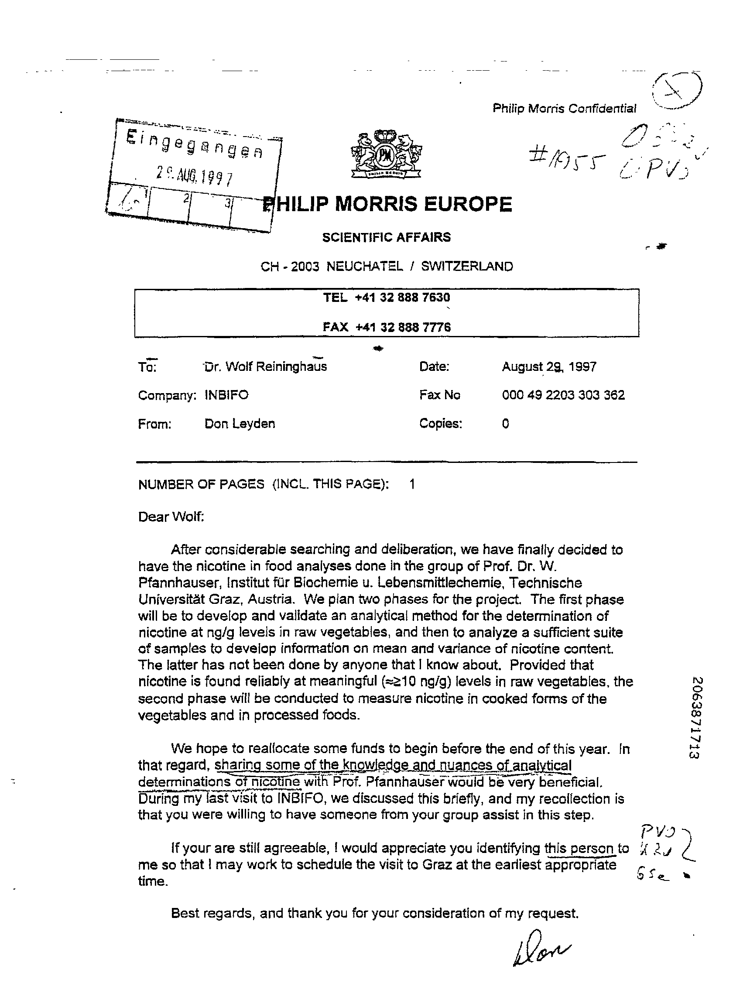 Philip Morris Confidential
Eingegangen
29. AUG. 1997
1 2 3
#1955
PM
PHILIP MORRIS EUROPE
SCIENTIFIC AFFAIRS
CH - 2003 NEUCHATEL / SWITZERLAND
TEL +41 32 888 7630
FAX +41 32 888 7776
To: Dr. Wolf Reininghaus Date: August 29, 1997
Company: INBIFO Fax No 000 49 2203 303 362
From: Don Leyden Copies: 0
NUMBER OF PAGES (INCL. THIS PAGE): 1
Dear Wolf:
After considerable searching and deliberation, we have finally decided to
have the nicotine in food analyses done in the group of Prof. Dr. W.
Pfannhauser, Institut für Biochemie u. Lebensmittlechemie, Technische
Universität Graz, Austria. We plan two phases for the project. The first phase
will be to develop and validate an analytical method for the determination of
nicotine at ng/g levels in raw vegetables, and then to analyze a sufficient suite
of samples to develop information on mean and variance of nicotine content.
The latter has not been done by anyone that I know about. Provided that
nicotine is found reliably at meaningful (≈≥10 ng/g) levels in raw vegetables, the
second phase will be conducted to measure nicotine in cooked forms of the
vegetables and in processed foods.
We hope to reallocate some funds to begin before the end of this year. In
that regard, sharing some of the knowledge and nuances of analytical
determinations of nicotine with Prof. Pfannhauser would be very beneficial.
During my last visit to INBIFO, we discussed this briefly, and my recollection is
that you were willing to have someone from your group assist in this step.
If your are still agreeable, I would appreciate you identifying this person to
me so that I may work to schedule the visit to Graz at the earliest appropriate
time.
Best regards, and thank you for your consideration of my request.
Don
2063871713